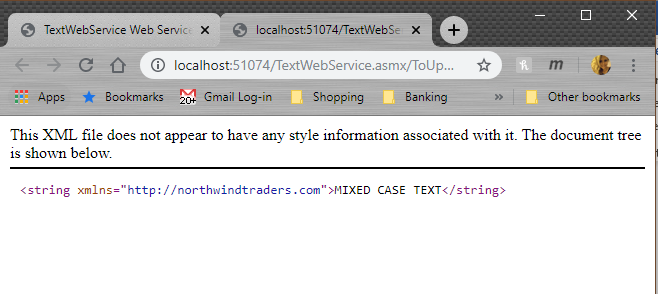 TextWebService Web Service
localhost:51074/TextWebSe
localhost:51074/TextWebService.asmx/ToUp...
m
Apps
Bookmarks
20+
Gmail Log-in
Shopping
Banking
»
Other bookmarks
This XML file does not appear to have any style information associated with it. The document tree
is shown below.
<string xmlns="http://northwindtraders.com">MIXED CASE TEXT</string>